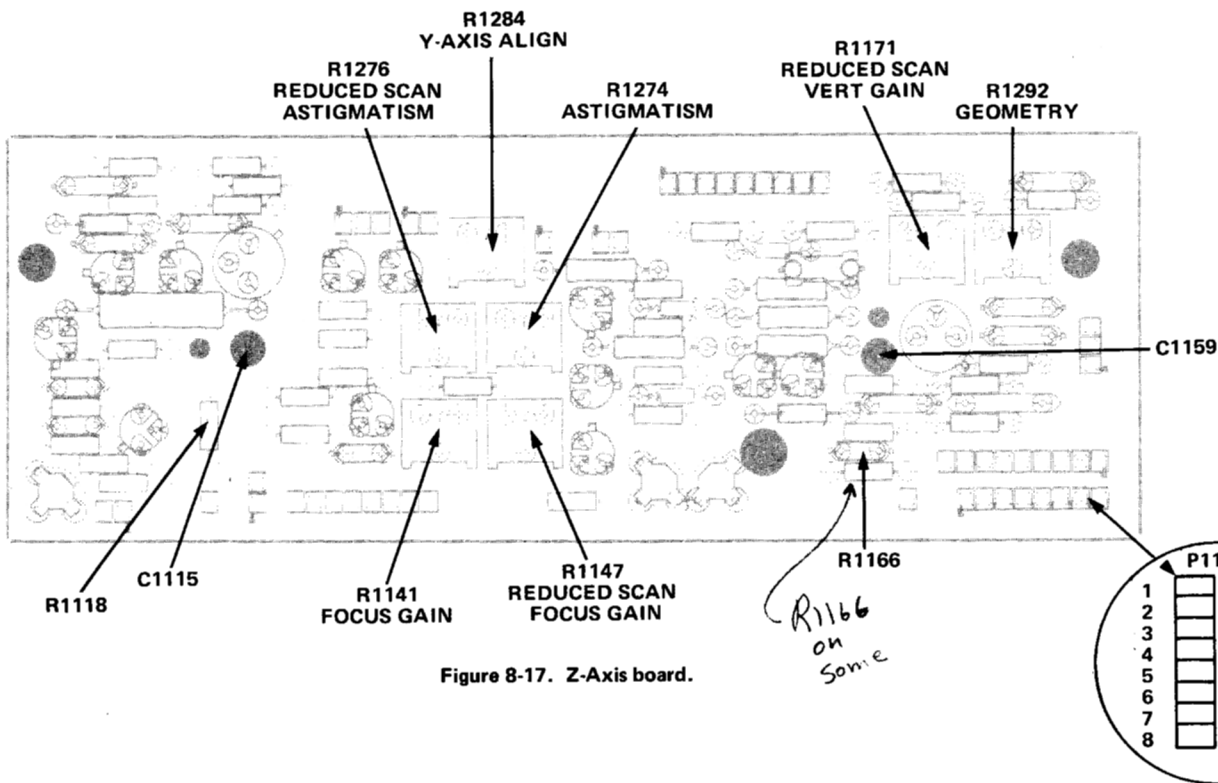 R1284
Y-AXIS ALIGN
R1276
REDUCED SCAN
ASTIGMATISM
R1274
ASTIGMATISM
R1171
REDUCED SCAN
VERT GAIN
R1292
GEOMETRY
C1159
R1118
C1115
R1141
FOCUS GAIN
R1147
REDUCED SCAN
FOCUS GAIN
R1166
R1166
on
some
P11
1
2
3
4
5
6
7
8
Figure 8-17. Z-Axis board.